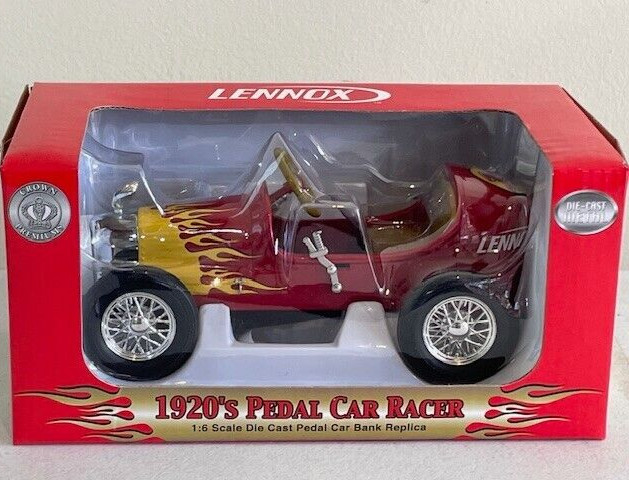 LENNOX
CROWN
PREMIUMS
DIE-CAST
METAL
LENNOX
1920's PEDAL CAR RACER
1:6 Scale Die Cast Pedal Car Bank Replica